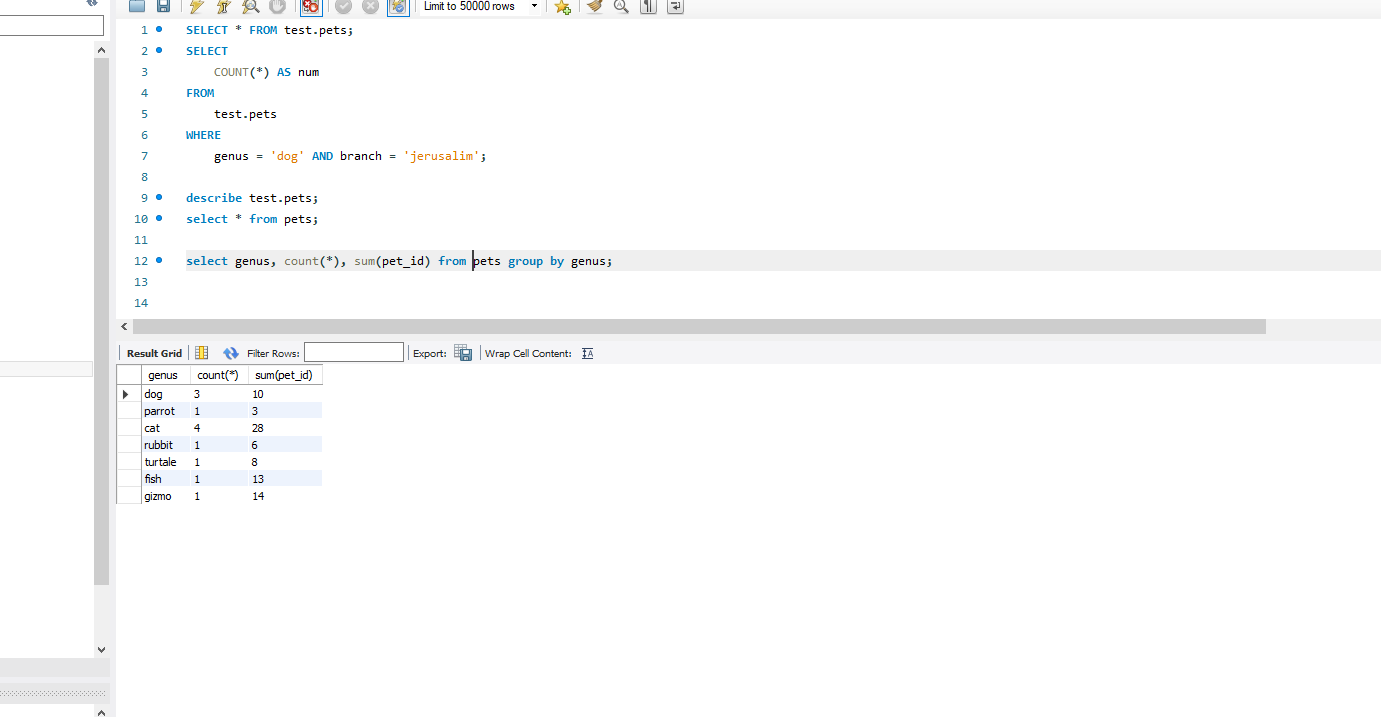 Limit to 50000 rows
1 SELECT * FROM test.pets;
2 SELECT
3 COUNT(*) AS num
4 FROM
5 test.pets
6 WHERE
7 genus = 'dog' AND branch = 'jerusalim';
8
9 describe test.pets;
10 select * from pets;
11
12 select genus, count(*), sum(pet_id) from pets group by genus;
13
14
Result Grid Filter Rows: Export: Wrap Cell Content: IA
genus count(*) sum(pet_id)
dog 3 10
parrot 1 3
cat 4 28
rubbit 1 6
turtale 1 8
fish 1 13
gizmo 1 14